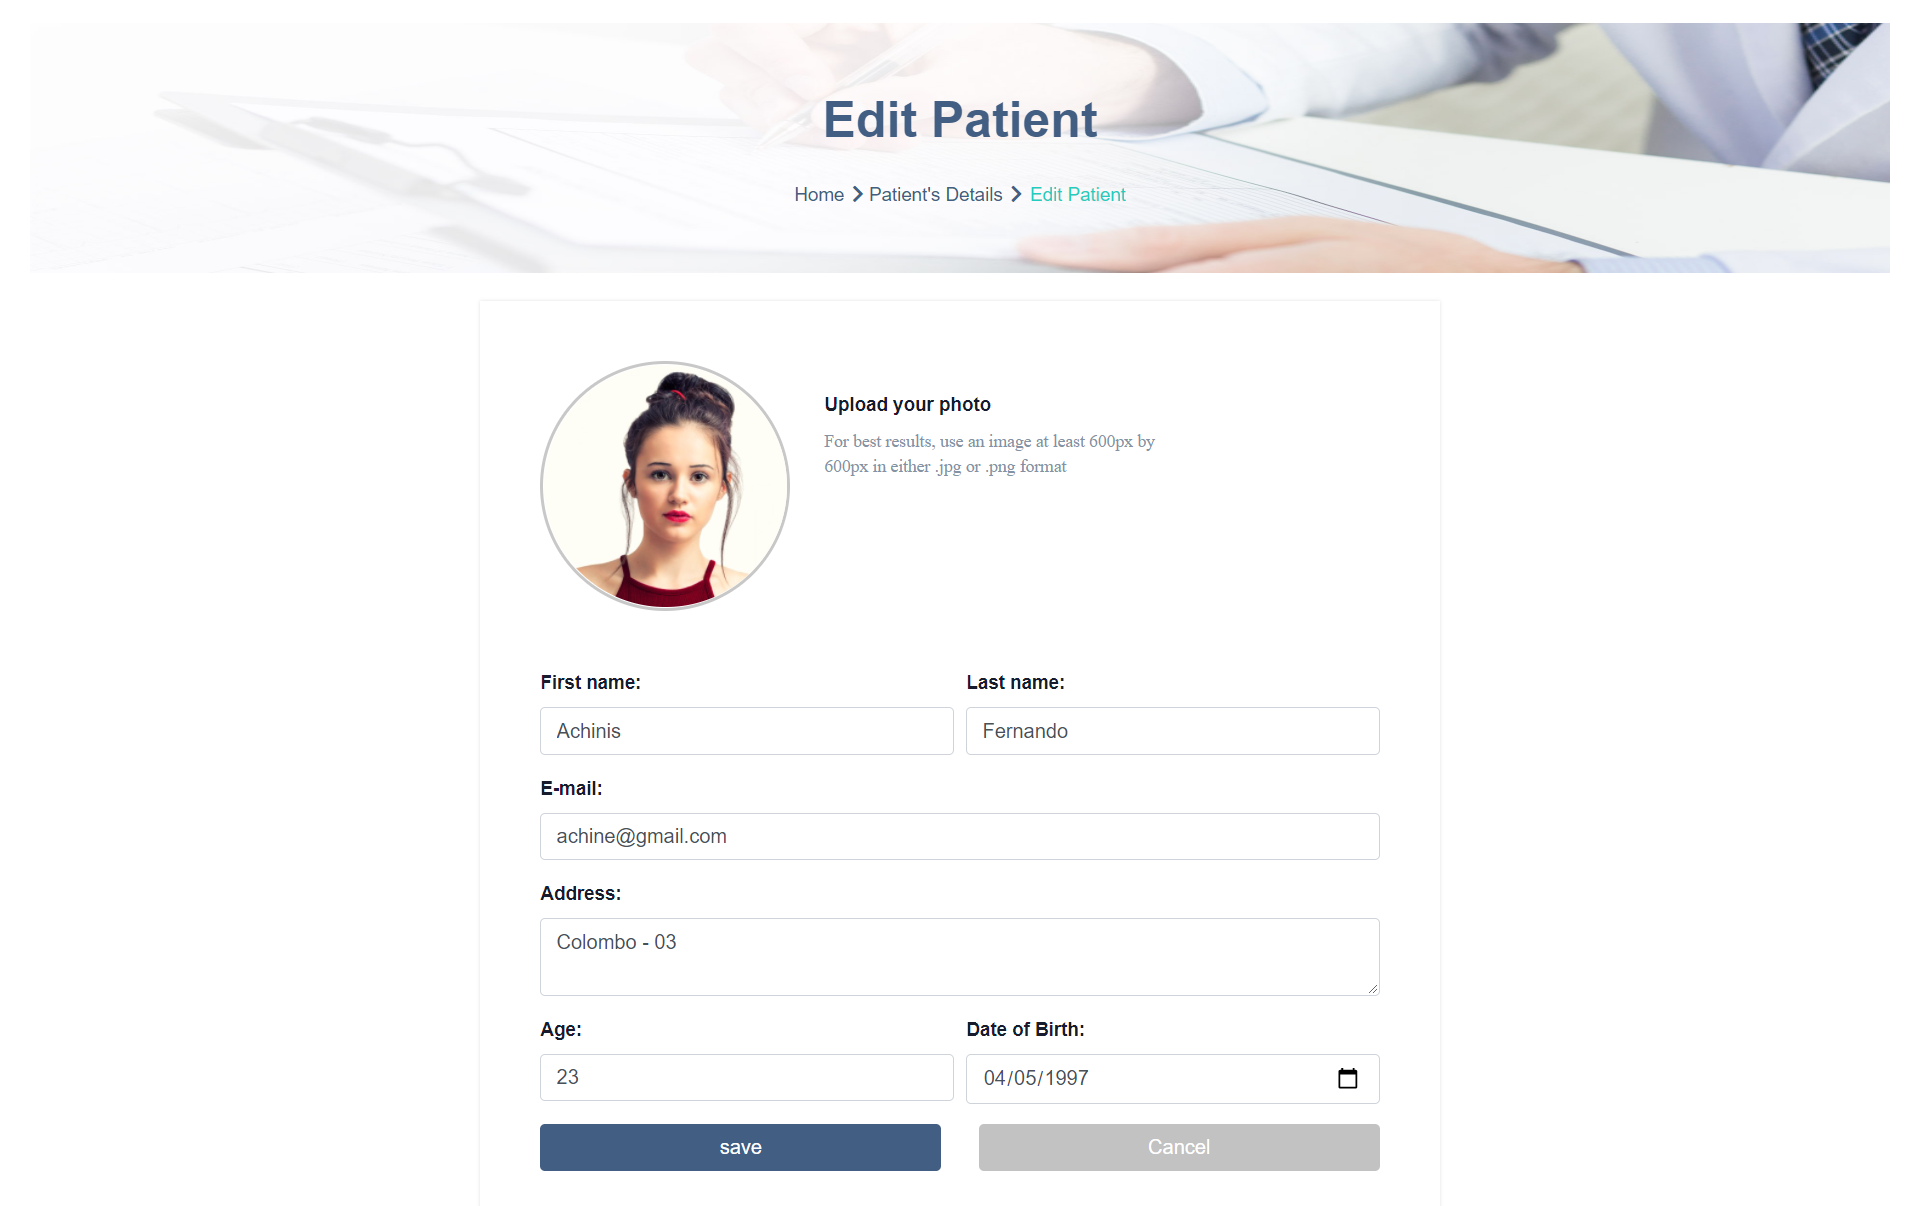 Edit Patient
Home > Patient's Details > Edit Patient
Upload your photo
For best results, use an image at least 600px by
600px in either .jpg or .png format
First name:
Last name:
Achinis
Fernando
E-mail:
achine@gmail.com
Address:
Colombo - 03
Age:
Date of Birth:
23
04/05/1997
save
Cancel